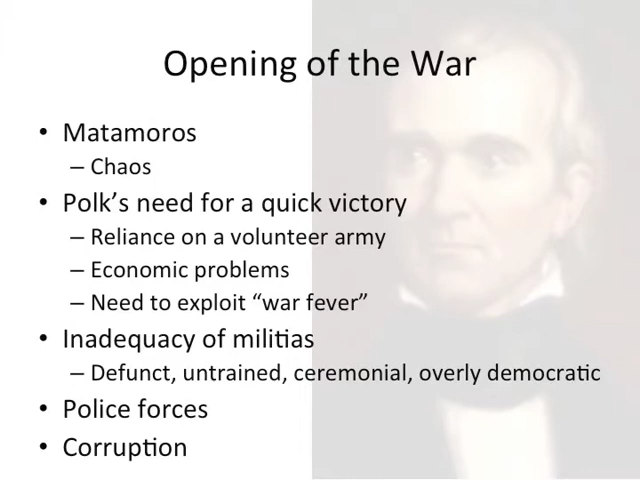 Opening of the War
• Matamoros
– Chaos
• Polk's need for a quick victory
– Reliance on a volunteer army
– Economic problems
– Need to exploit “war fever”
• Inadequacy of militias
– Defunct, untrained, ceremonial, overly democratic
• Police forces
• Corruption